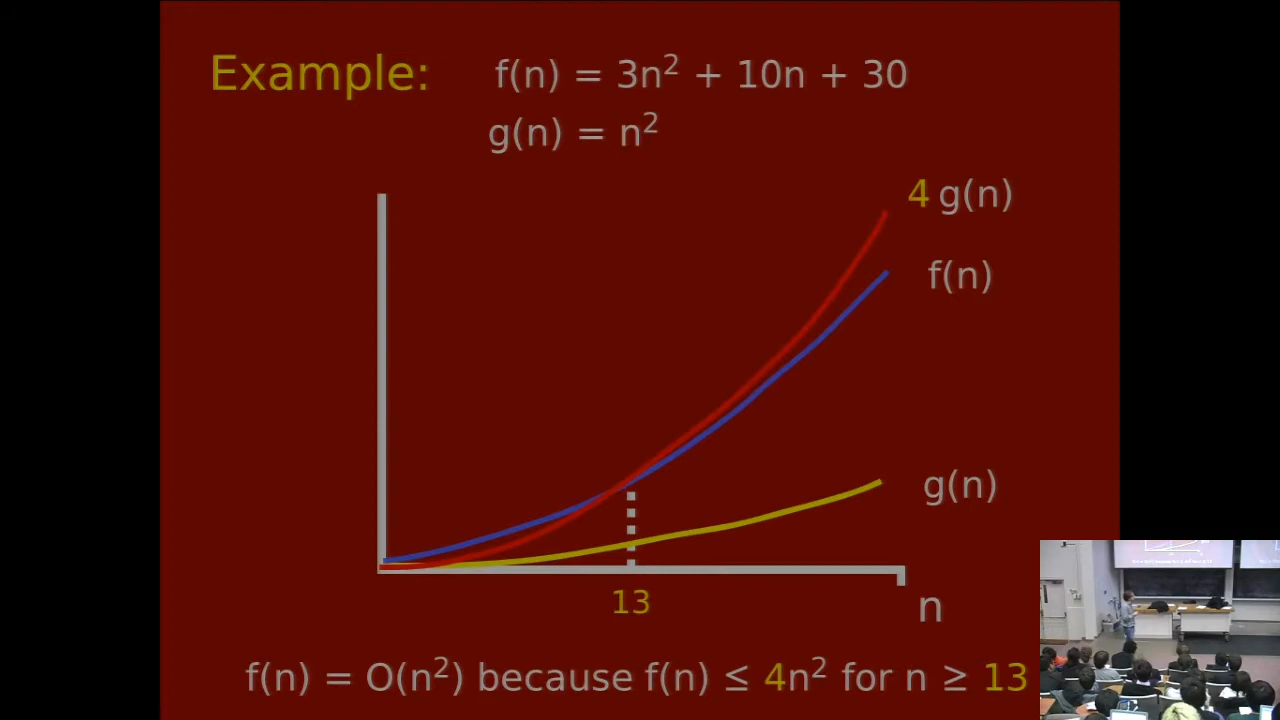 Example: f(n) = 3n² + 10n + 30
g(n) = n²
4 g(n)
f(n)
g(n)
13
n
f(n) = O(n²) because f(n) ≤ 4n² for n ≥ 13